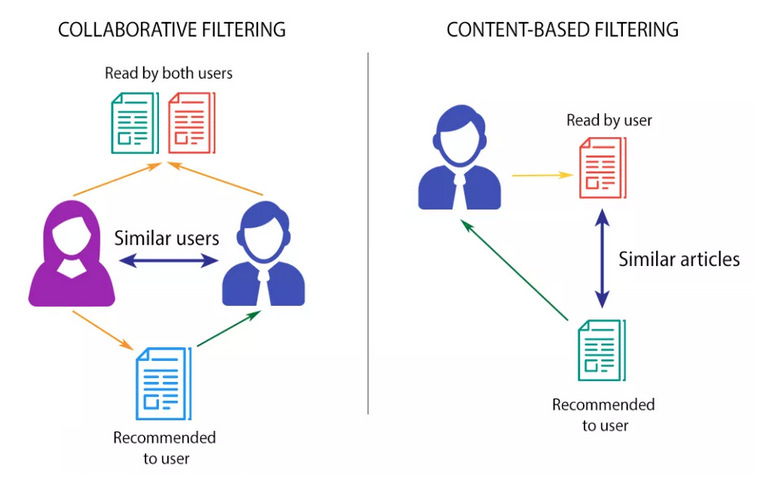 COLLABORATIVE FILTERING
Read by both users
Similar users
Recommended
to user
CONTENT-BASED FILTERING
Read by user
Similar articles
Recommended
to user